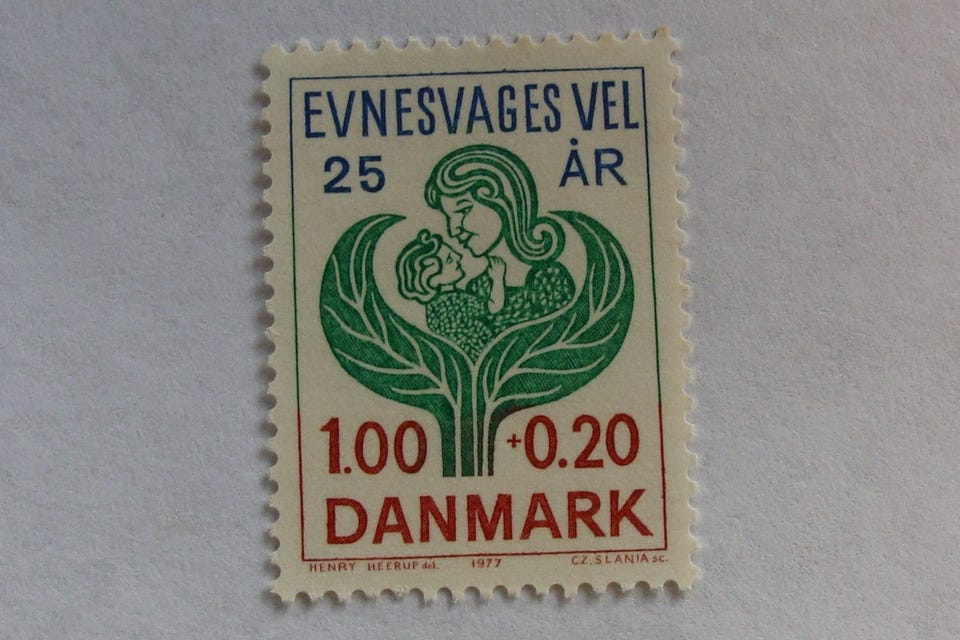 EVNESVAGES VEL
25 ÅR
1.00 +0.20
DANMARK
HENRY HEERUP del. 1977 CZ. SLANIA sc.